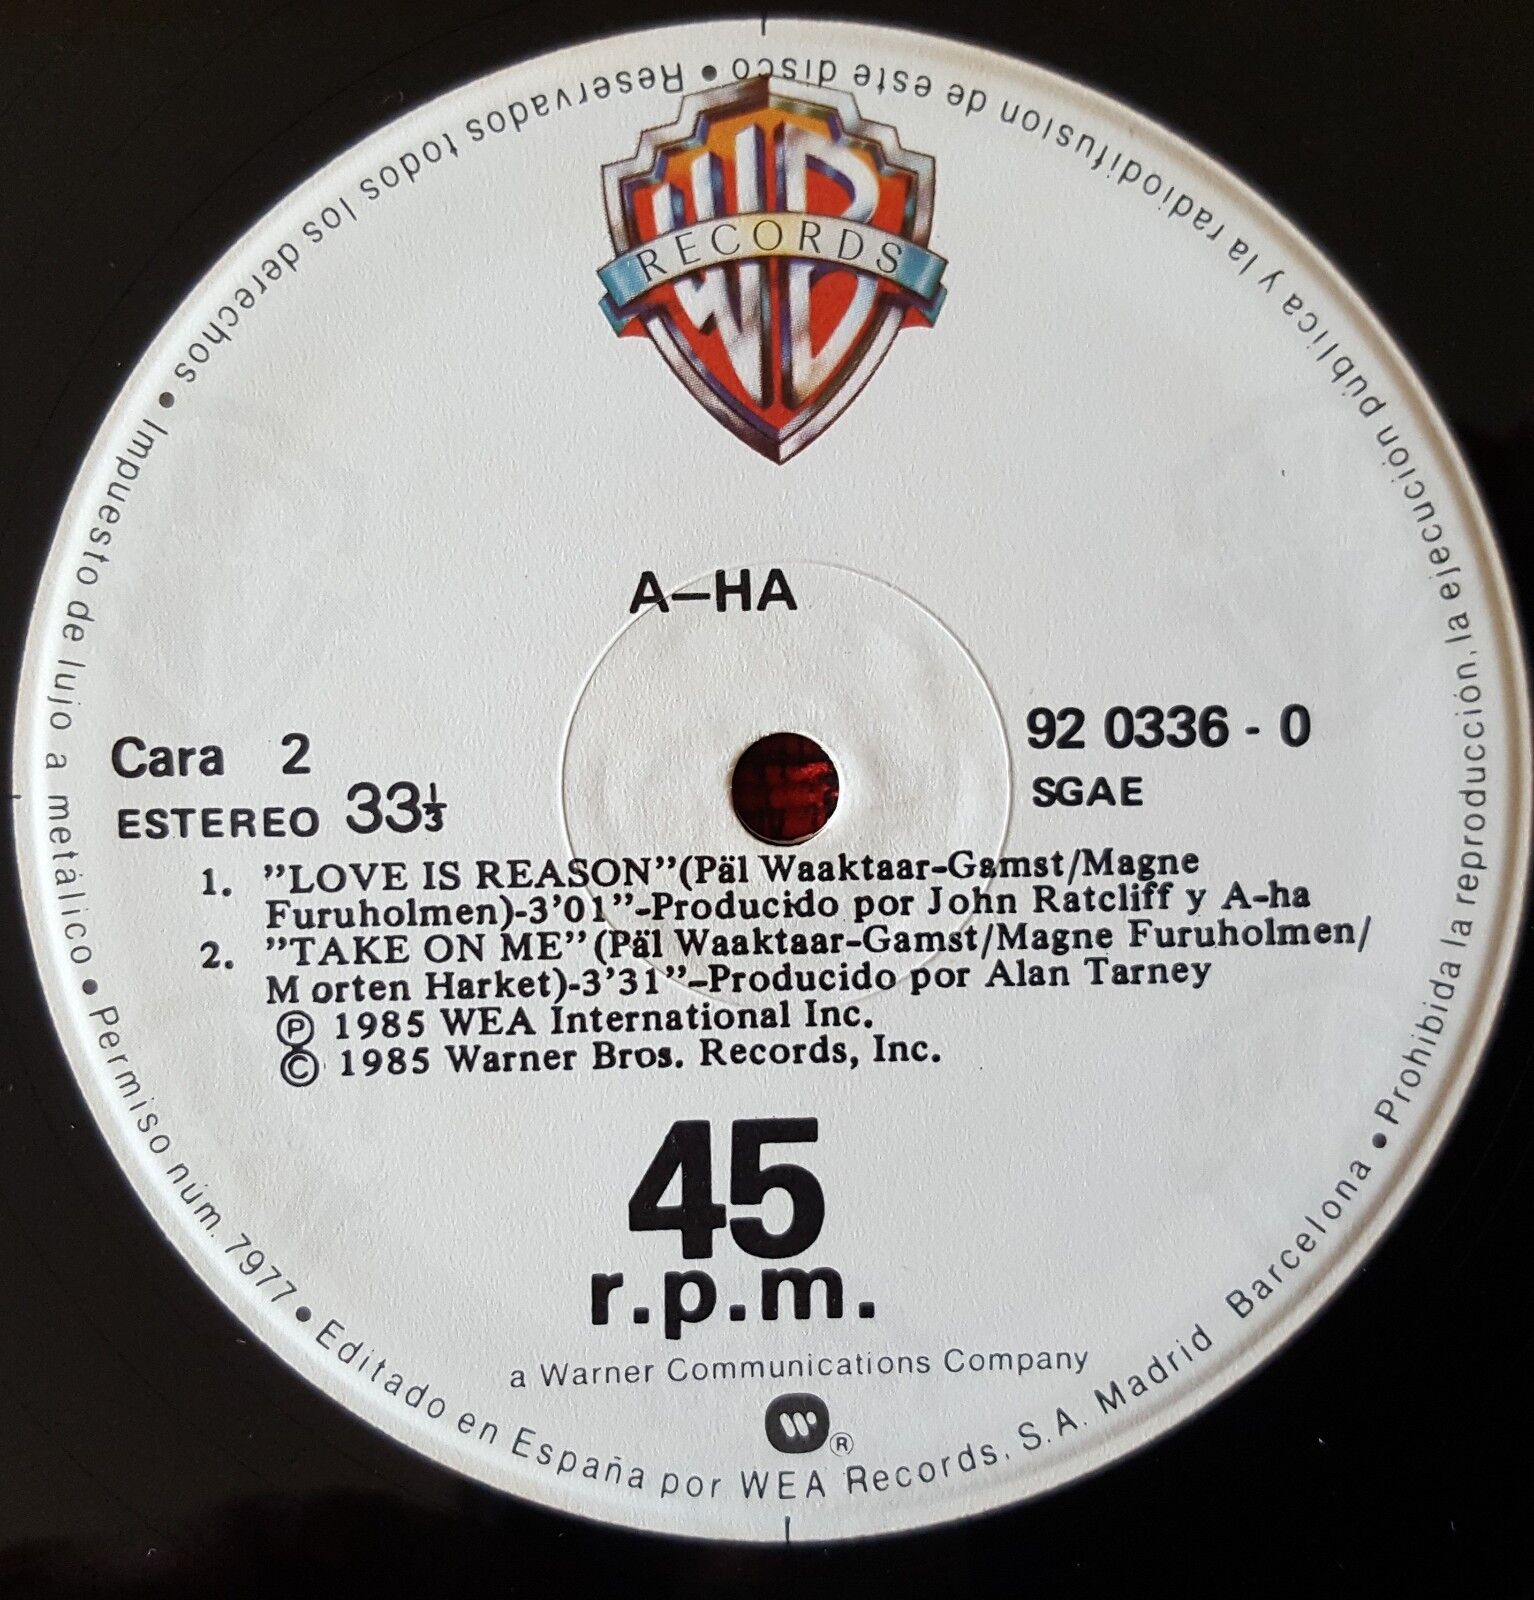 WB
RECORDS
A-HA
Cara 2
ESTEREO 33⅓
92 0336 - 0
SGAE
1. ”LOVE IS REASON”(Päl Waaktaar-Gamst/Magne
Furuholmen)-3’01”-Producido por John Ratcliff y A-ha
2. ”TAKE ON ME”(Päl Waaktaar-Gamst/Magne Furuholmen/
M orten Harket)-3’31”-Producido por Alan Tarney
Ⓟ 1985 WEA International Inc.
© 1985 Warner Bros. Records, Inc.
45
r.p.m.
a Warner Communications Company
®
Reservados todos los derechos • Impuesto de lujo a metálico • Permiso núm. 7977 • Editado en España por WEA Records, S.A. Madrid Barcelona • Prohibida la reproducción, la ejecución pública y la radiodifusión de este disco •